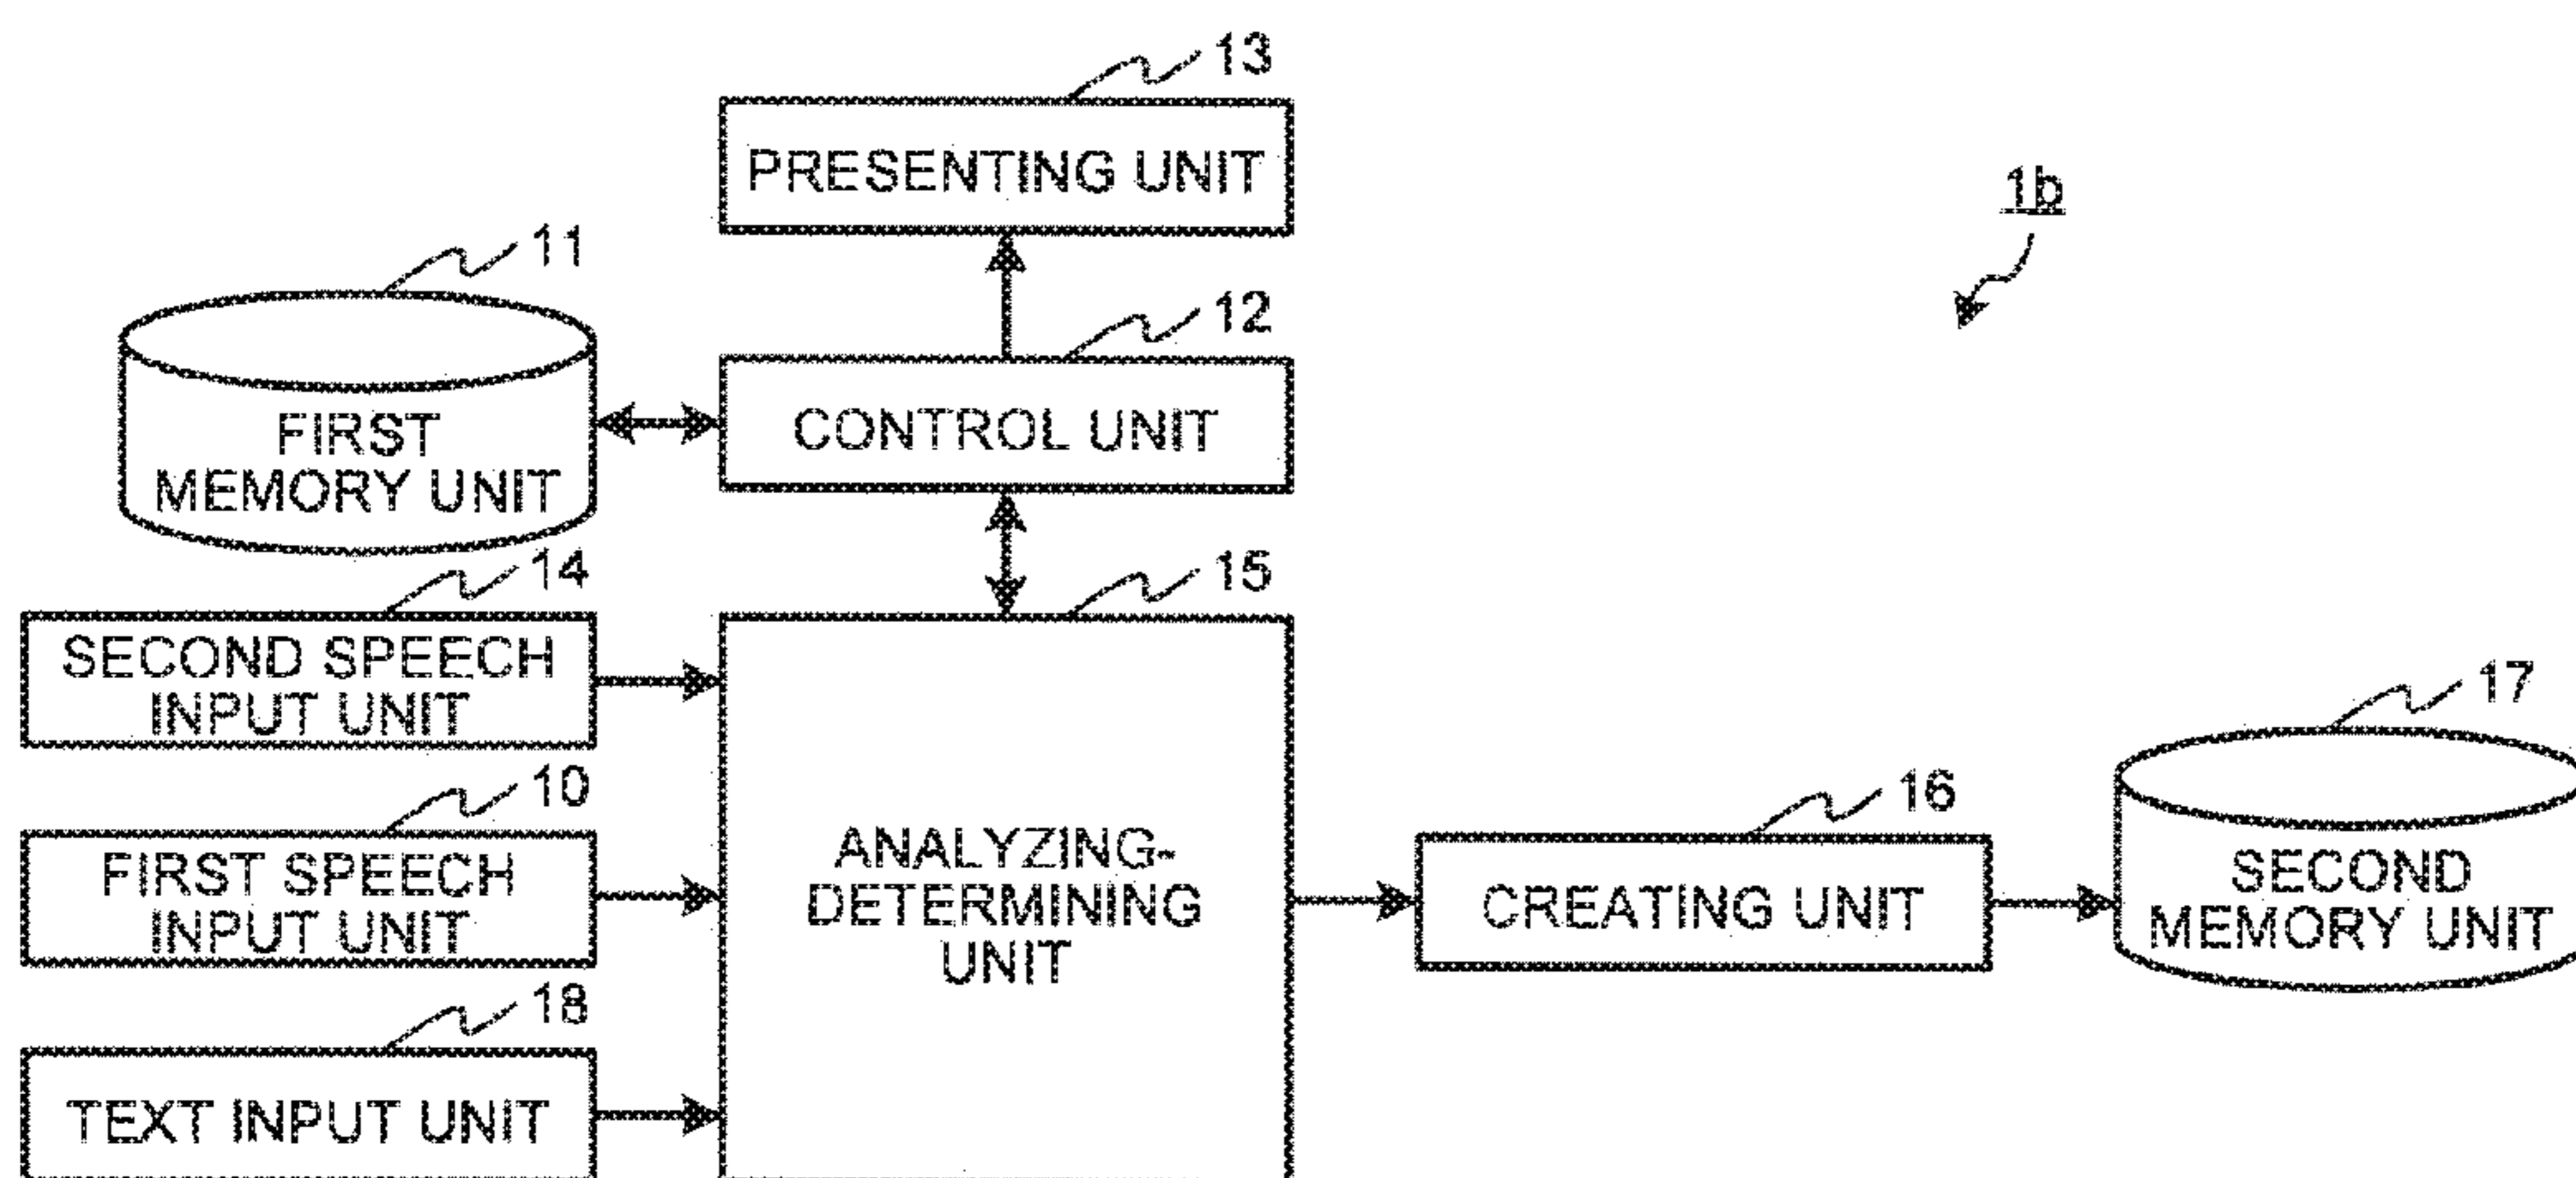 13
PRESENTING UNIT
1b
11
12
FIRST
MEMORY UNIT
CONTROL UNIT
14
15
SECOND SPEECH
INPUT UNIT
17
10
16
FIRST SPEECH
INPUT UNIT
ANALYZING-
DETERMINING
UNIT
CREATING UNIT
SECOND
MEMORY UNIT
18
TEXT INPUT UNIT